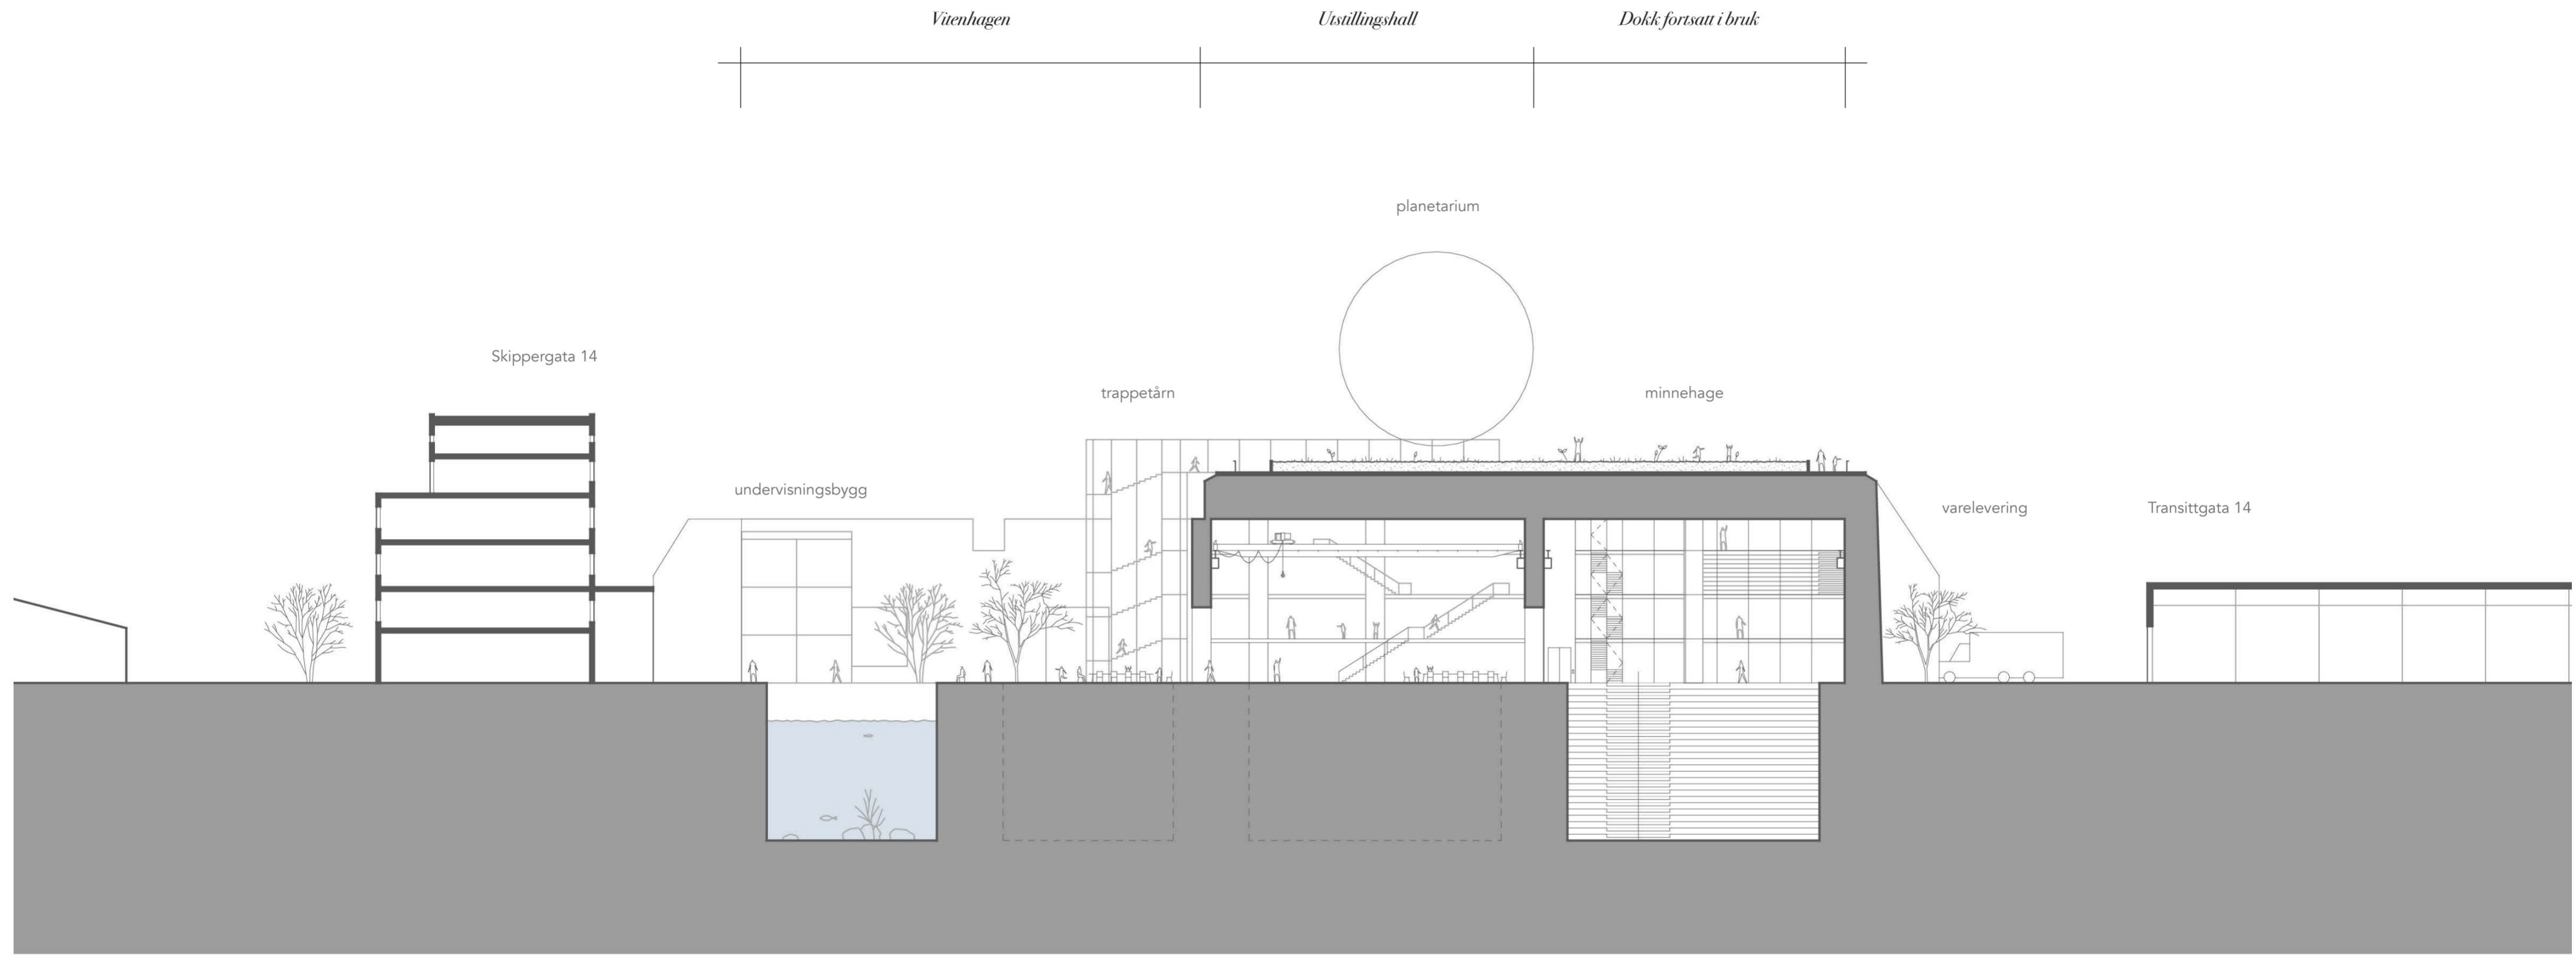 Vitenhagen
Utstillingshall
Dokk fortsatt i bruk
planetarium
Skippergata 14
trappetårn
minnehage
undervisningsbygg
varelevering
Transittgata 14